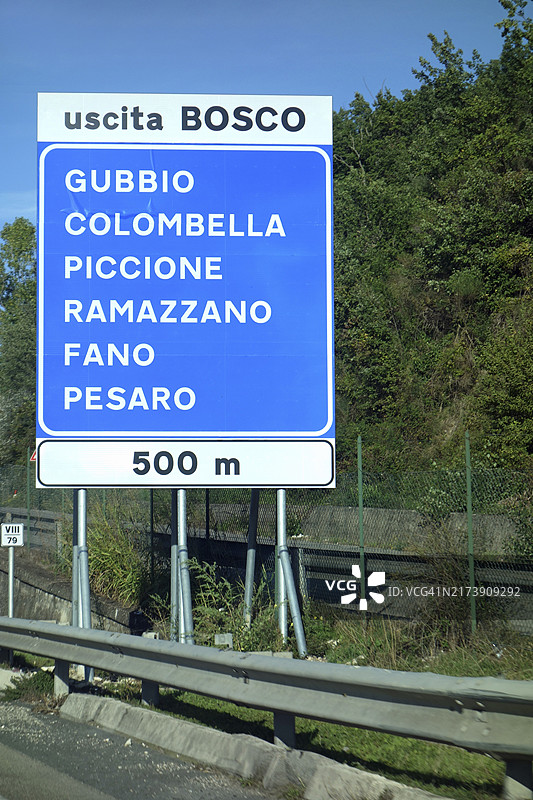 uscita BOSCO
GUBBIO
COLOMBELLA
PICCIONE
RAMAZZANO
FANO
PESARO
500 m
VIII
79
VCG ID: VCG41N2173909292